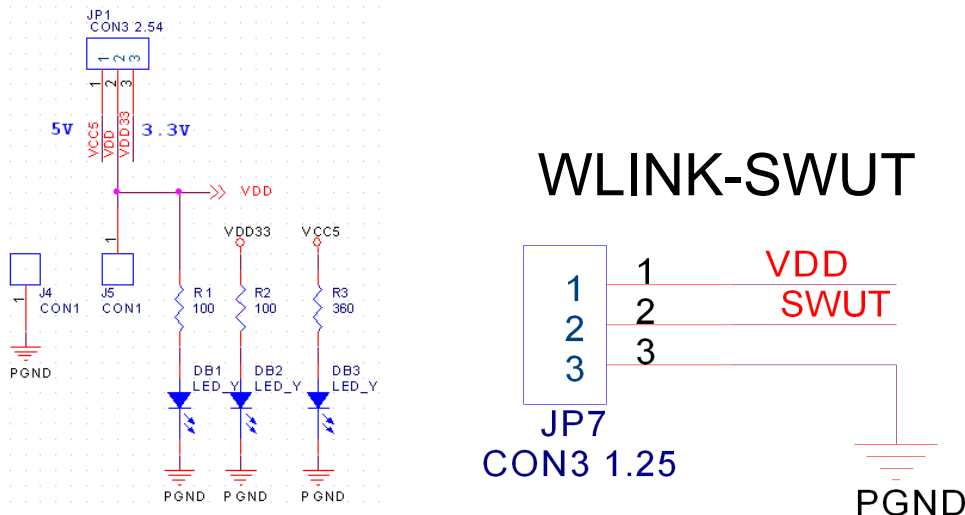 JP1
CON3 2.54
1 2 3
1 2 3
5V
VCC5
VDD
VDD33
3.3V
VDD
VDD33
VCC5
1
1
J4
CON1
J5
CON1
R1
100
R2
100
R3
360
PGND
DB1
LED_Y
DB2
LED_Y
DB3
LED_Y
PGND
PGND
PGND
WLINK-SWUT
1
1
VDD
2
2
SWUT
3
3
JP7
CON3 1.25
PGND